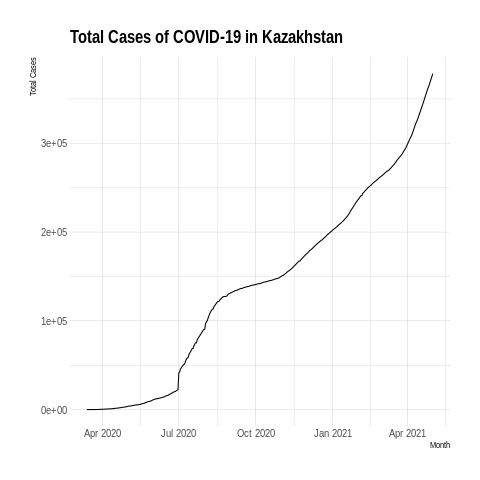 Total Cases of COVID-19 in Kazakhstan
Total Cases
3e+05
2e+05
1e+05
0e+00
Apr 2020 Jul 2020 Oct 2020 Jan 2021 Apr 2021
Month